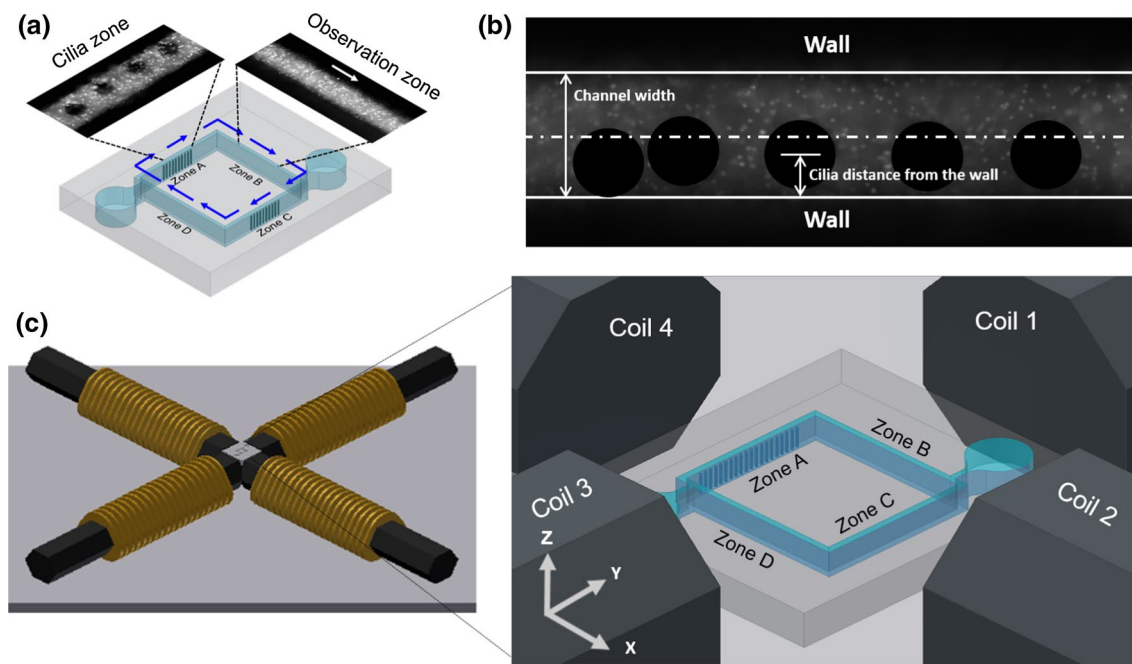 (a)
Cilia zone
Observation zone
Zone A
Zone B
Zone C
Zone D
(b)
Wall
Channel width
Cilia distance from the wall
Wall
(c)
Coil 4
Coil 1
Zone B
Zone A
Coil 3
Zone C
Coil 2
Zone D
Z
Y
X